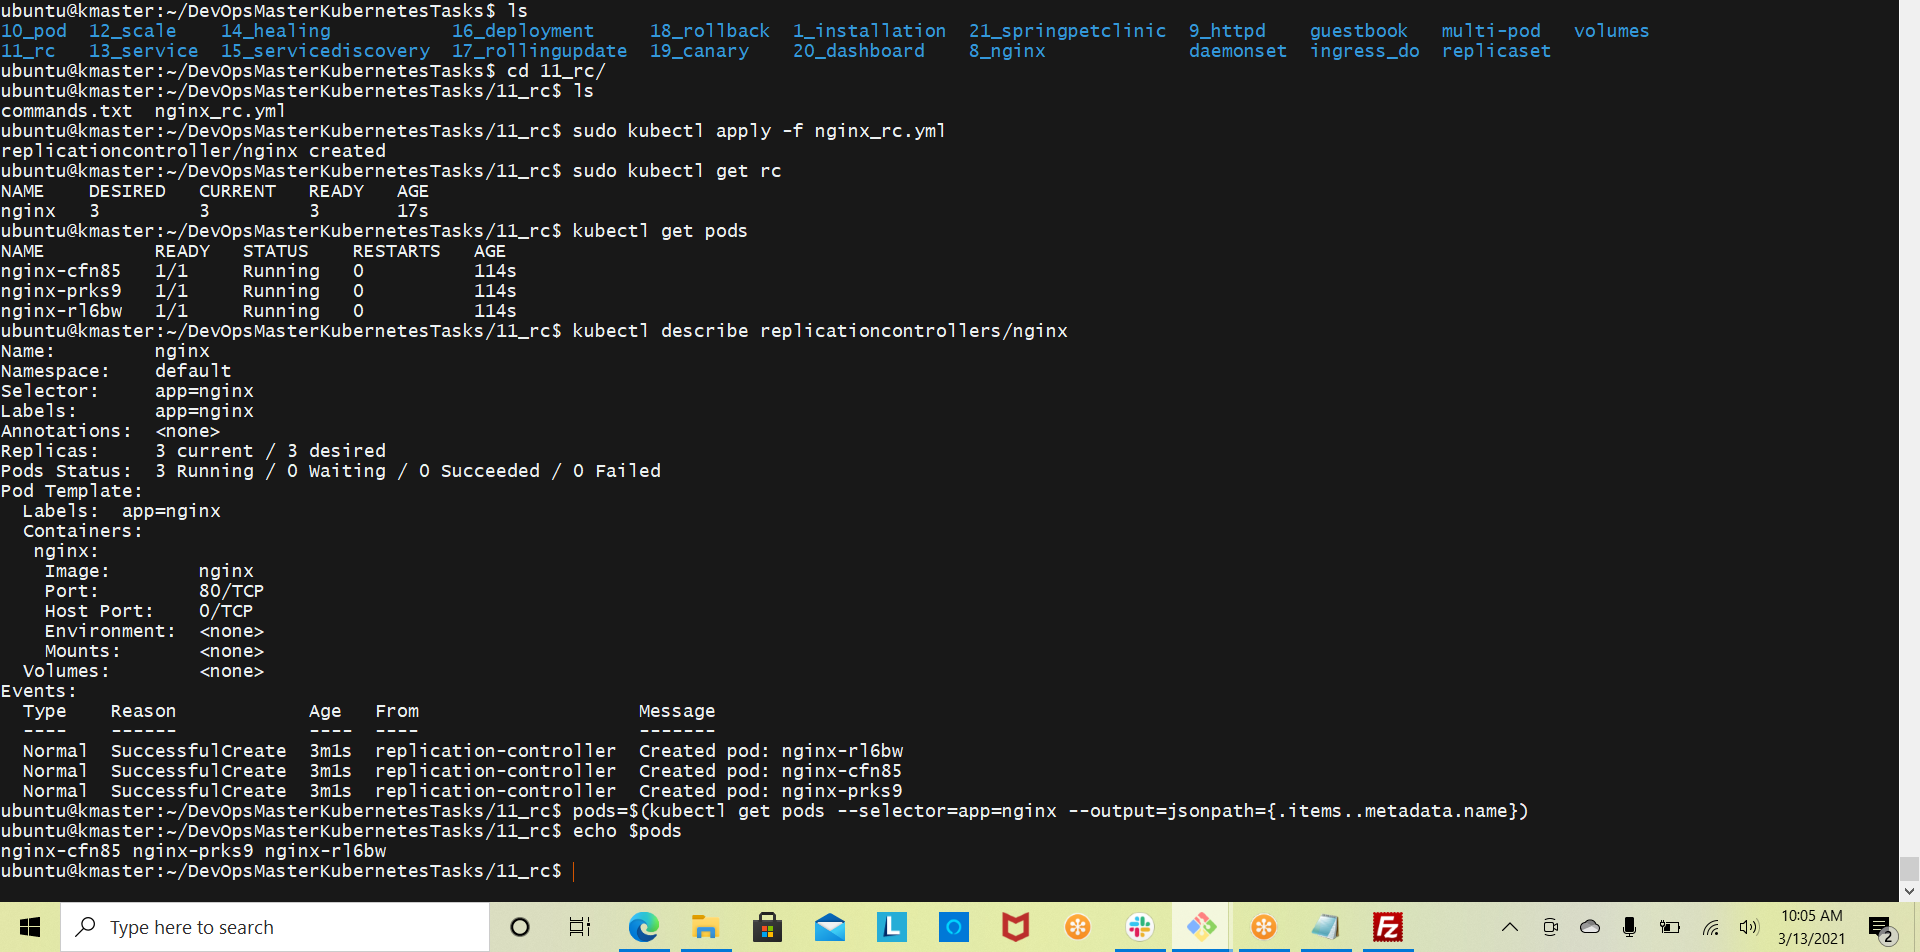 ubuntu@kmaster:~/DevOpsMasterKubernetesTasks$ ls
10_pod  12_scale    14_healing           16_deployment     18_rollback  1_installation  21_springpetclinic  9_httpd    guestbook   multi-pod   volumes
11_rc   13_service  15_servicediscovery  17_rollingupdate  19_canary    20_dashboard    8_nginx             daemonset  ingress_do  replicaset
ubuntu@kmaster:~/DevOpsMasterKubernetesTasks$ cd 11_rc/
ubuntu@kmaster:~/DevOpsMasterKubernetesTasks/11_rc$ ls
commands.txt  nginx_rc.yml
ubuntu@kmaster:~/DevOpsMasterKubernetesTasks/11_rc$ sudo kubectl apply -f nginx_rc.yml
replicationcontroller/nginx created
ubuntu@kmaster:~/DevOpsMasterKubernetesTasks/11_rc$ sudo kubectl get rc
NAME    DESIRED   CURRENT   READY   AGE
nginx   3         3         3       17s
ubuntu@kmaster:~/DevOpsMasterKubernetesTasks/11_rc$ kubectl get pods
NAME          READY   STATUS    RESTARTS   AGE
nginx-cfn85   1/1     Running   0          114s
nginx-prks9   1/1     Running   0          114s
nginx-rl6bw   1/1     Running   0          114s
ubuntu@kmaster:~/DevOpsMasterKubernetesTasks/11_rc$ kubectl describe replicationcontrollers/nginx
Name:         nginx
Namespace:    default
Selector:     app=nginx
Labels:       app=nginx
Annotations:  <none>
Replicas:     3 current / 3 desired
Pods Status:  3 Running / 0 Waiting / 0 Succeeded / 0 Failed
Pod Template:
  Labels:  app=nginx
  Containers:
   nginx:
    Image:        nginx
    Port:         80/TCP
    Host Port:    0/TCP
    Environment:  <none>
    Mounts:       <none>
  Volumes:        <none>
Events:
  Type    Reason            Age   From                    Message
  ----    ------            ----  ----                    -------
  Normal  SuccessfulCreate  3m1s  replication-controller  Created pod: nginx-rl6bw
  Normal  SuccessfulCreate  3m1s  replication-controller  Created pod: nginx-cfn85
  Normal  SuccessfulCreate  3m1s  replication-controller  Created pod: nginx-prks9
ubuntu@kmaster:~/DevOpsMasterKubernetesTasks/11_rc$ pods=$(kubectl get pods --selector=app=nginx --output=jsonpath={.items..metadata.name})
ubuntu@kmaster:~/DevOpsMasterKubernetesTasks/11_rc$ echo $pods
nginx-cfn85 nginx-prks9 nginx-rl6bw
ubuntu@kmaster:~/DevOpsMasterKubernetesTasks/11_rc$
Type here to search
L
Fz
10:05 AM
3/13/2021
2